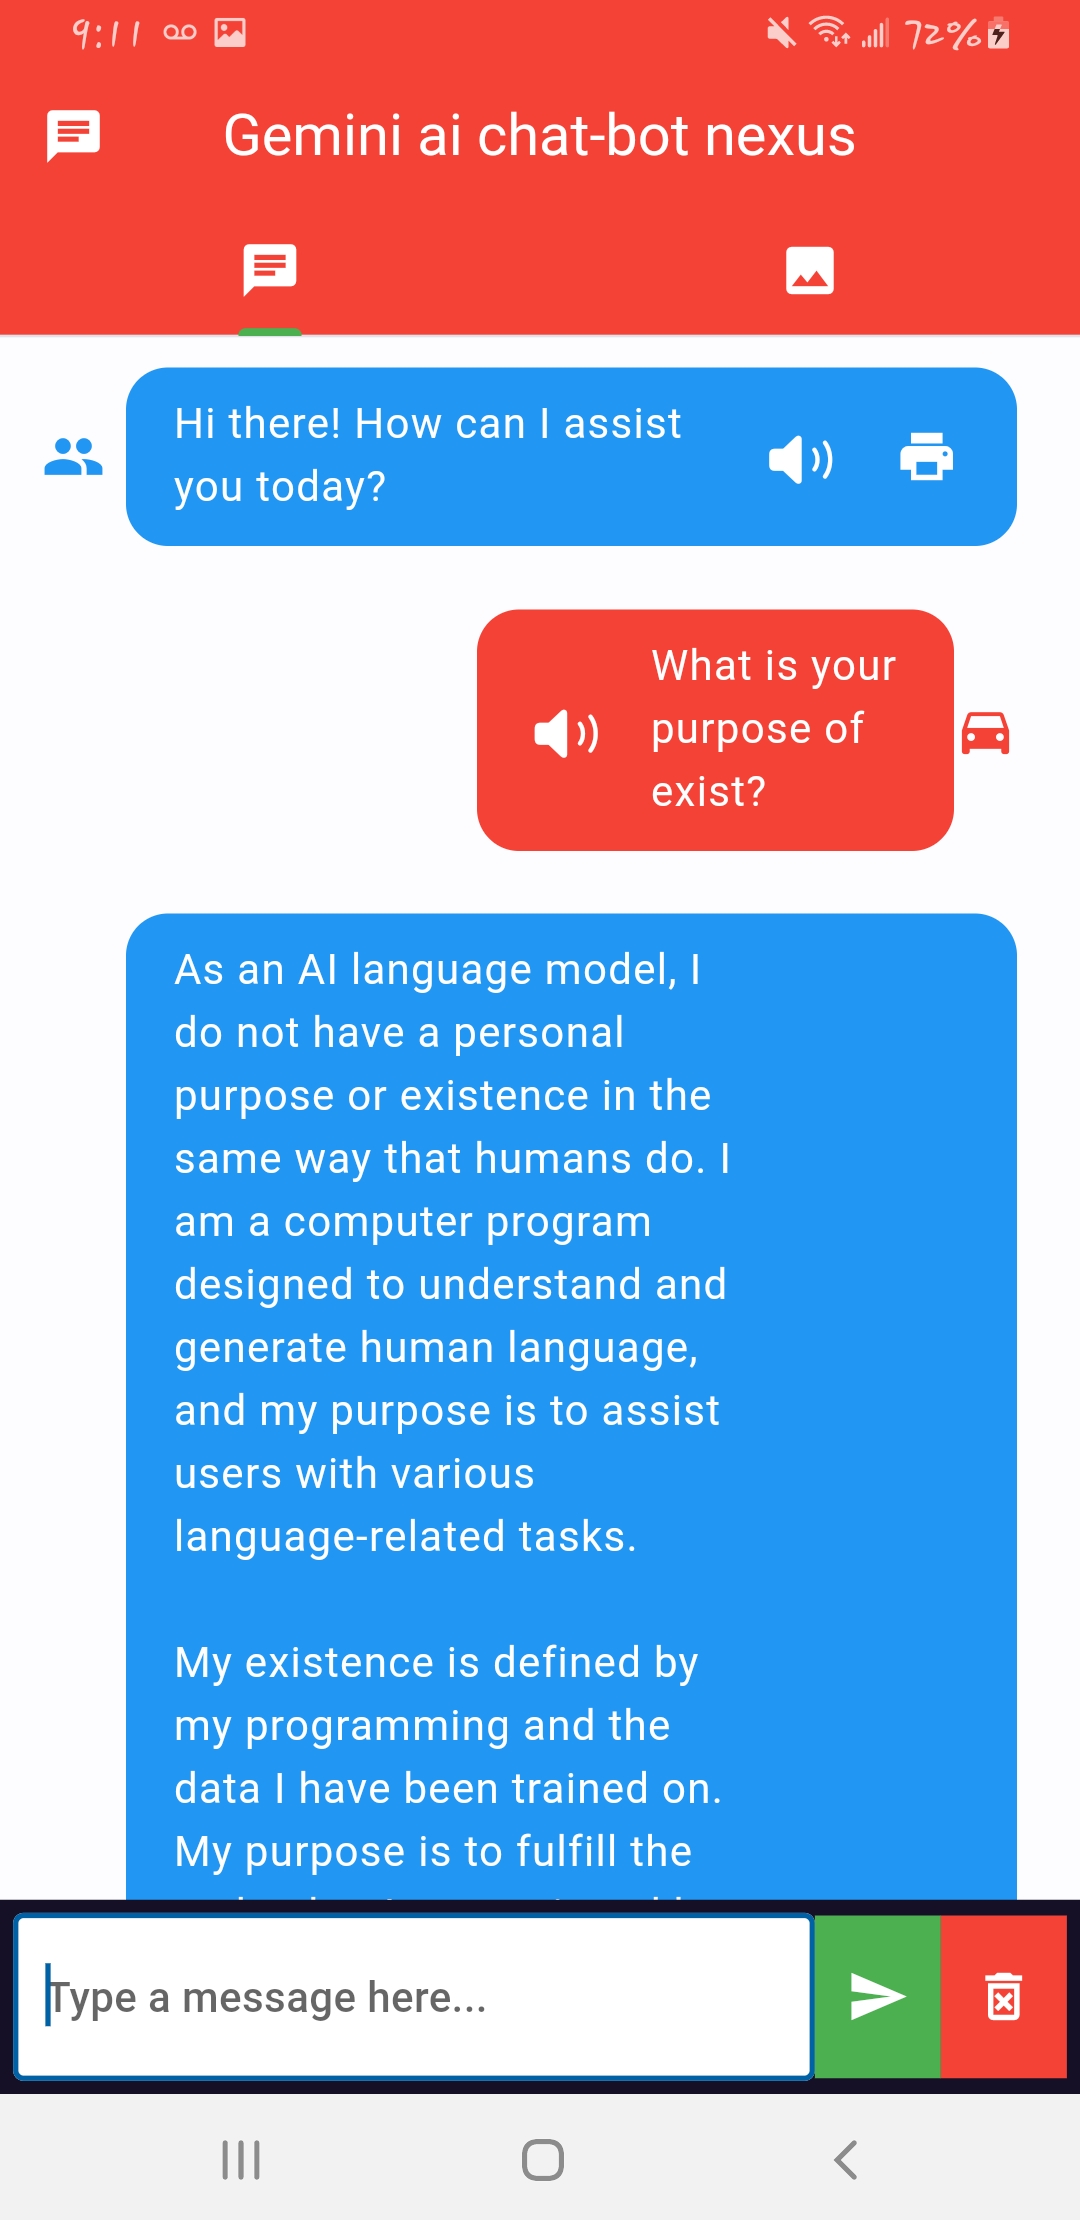 9:11
72%
Gemini ai chat-bot nexus
Hi there! How can I assist
you today?
What is your
purpose of
exist?
As an AI language model, I
do not have a personal
purpose or existence in the
same way that humans do. I
am a computer program
designed to understand and
generate human language,
and my purpose is to assist
users with various
language-related tasks.
My existence is defined by
my programming and the
data I have been trained on.
My purpose is to fulfill the
Type a message here...